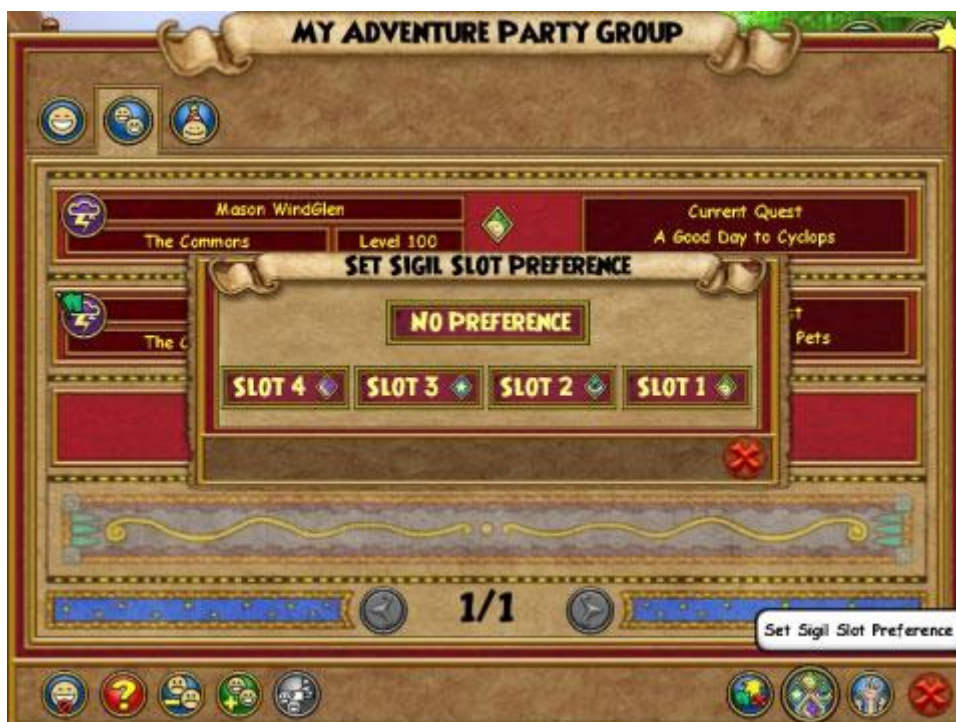 MY ADVENTURE PARTY GROUP
Mason WindGlen
The Commons
Level 100
Current Quest
A Good Day to Cyclops
SET SIGIL SLOT PREFERENCE
NO PREFERENCE
The
Pets
SLOT 4
SLOT 3
SLOT 2
SLOT 1
1/1
Set Sigil Slot Preference